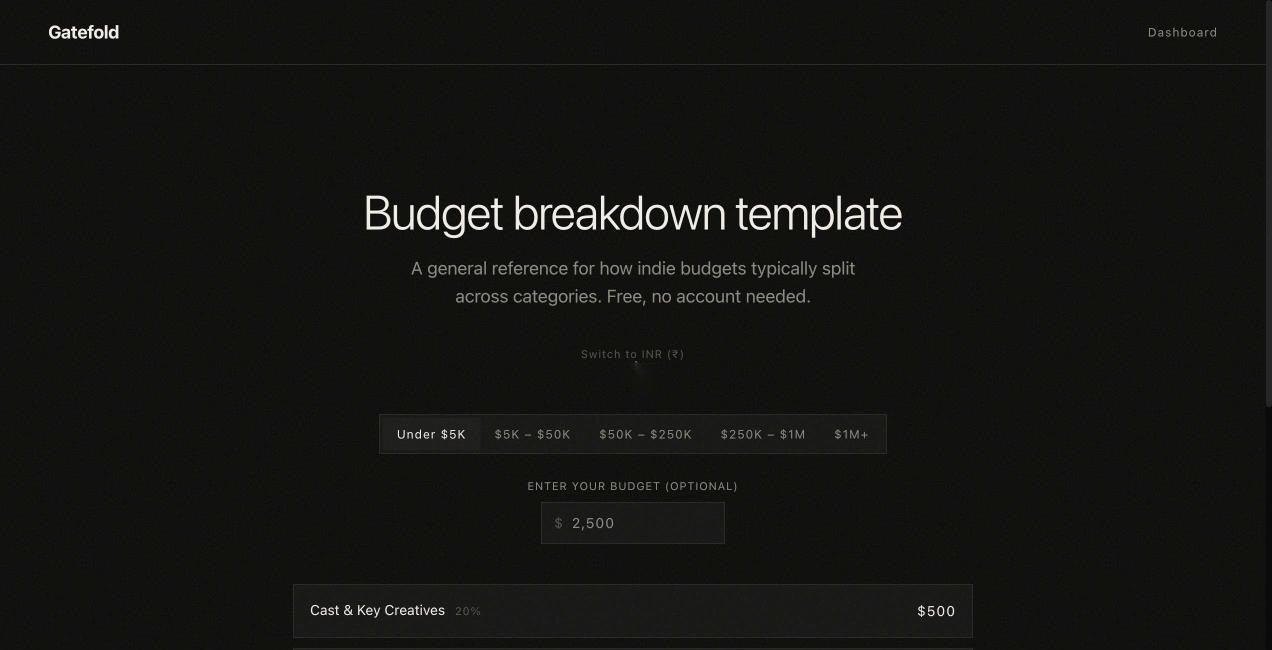 Gatefold
Dashboard
Budget breakdown template
A general reference for how indie budgets typically split
across categories. Free, no account needed.
Switch to INR (₹)
Under $5K
$5K – $50K
$50K – $250K
$250K – $1M
$1M+
ENTER YOUR BUDGET (OPTIONAL)
$ 2,500
Cast & Key Creatives 20% $500